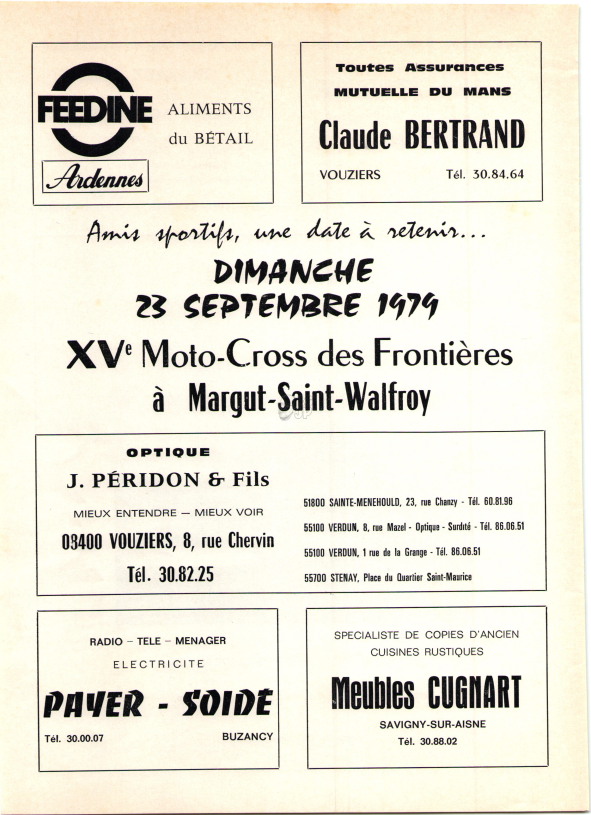 FEEDINE
Ardennes
ALIMENTS
du BÉTAIL
Toutes Assurances
MUTUELLE DU MANS
Claude BERTRAND
VOUZIERS Tél. 30.84.64
Amis sportifs, une date à retenir...
DIMANCHE
23 SEPTEMBRE 1979
XVe Moto-Cross des Frontières
à Margut-Saint-Walfroy
OPTIQUE
J. PÉRIDON & Fils
MIEUX ENTENDRE — MIEUX VOIR
08400 VOUZIERS, 8, rue Chervin
Tél. 30.82.25
51800 SAINTE-MENEHOULD, 23, rue Chanzy - Tél. 60.81.96
55100 VERDUN, 8, rue Mazel - Optique - Surdité - Tél. 86.06.51
55100 VERDUN, 1 rue de la Grange - Tél. 86.06.51
55700 STENAY, Place du Quartier Saint-Maurice
RADIO – TELE – MENAGER
ELECTRICITE
PAYER - SOIDE
Tél. 30.00.07 BUZANCY
SPECIALISTE DE COPIES D'ANCIEN
CUISINES RUSTIQUES
Meubles CUGNART
SAVIGNY-SUR-AISNE
Tél. 30.88.02